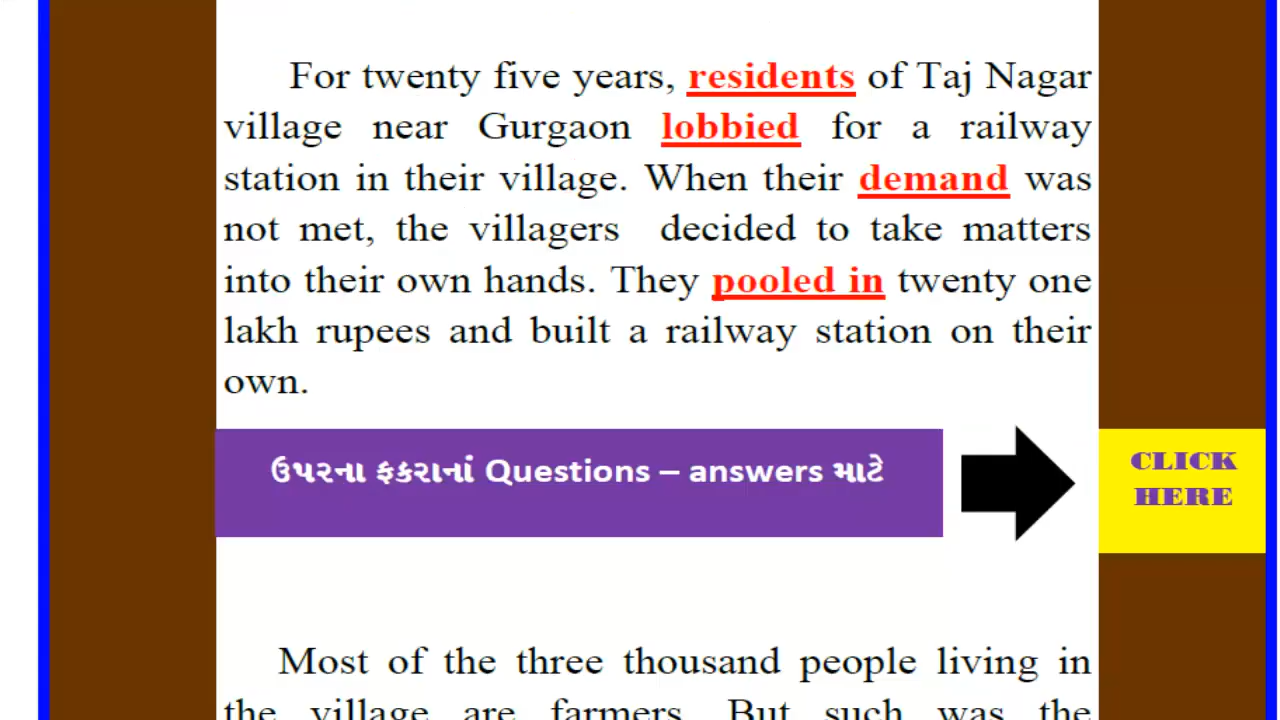 For twenty five years, residents of Taj Nagar
village near Gurgaon lobbied for a railway
station in their village. When their demand was
not met, the villagers decided to take matters
into their own hands. They pooled in twenty one
lakh rupees and built a railway station on their
own.
ઉપરના ફકરાનાં Questions – answers માટે
CLICK
HERE
Most of the three thousand people living in
the village are farmers. But such was the